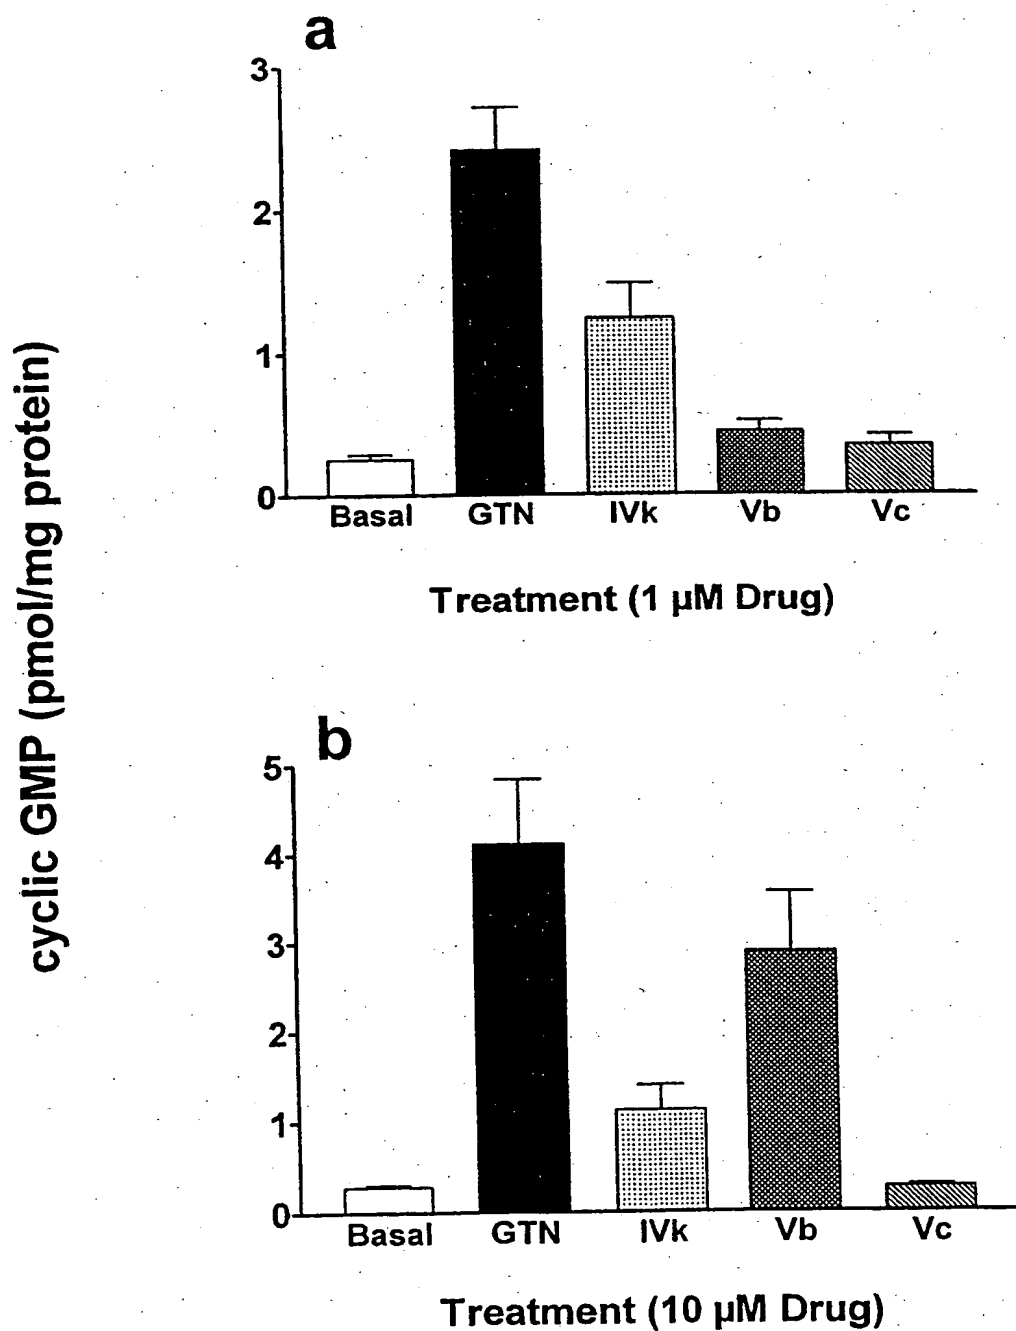 a
cyclic GMP (pmol/mg protein)
3
2
1
0
Basal GTN IVk Vb Vc
Treatment (1 µM Drug)
b
5
4
3
2
1
0
Basal GTN IVk Vb Vc
Treatment (10 µM Drug)